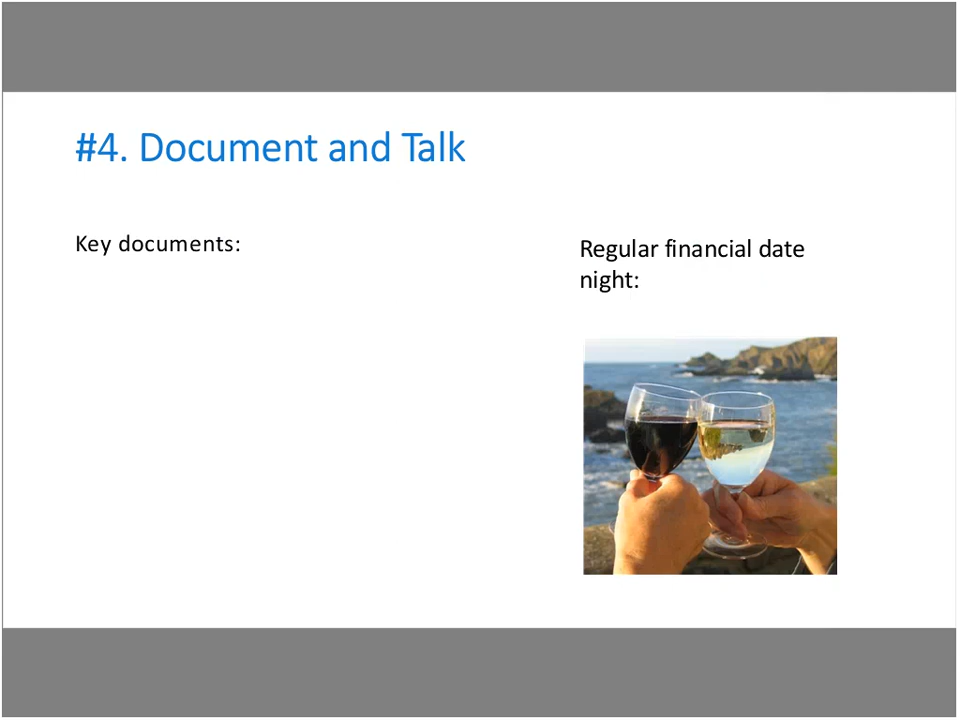 #4. Document and Talk
Key documents:
Regular financial date
night: